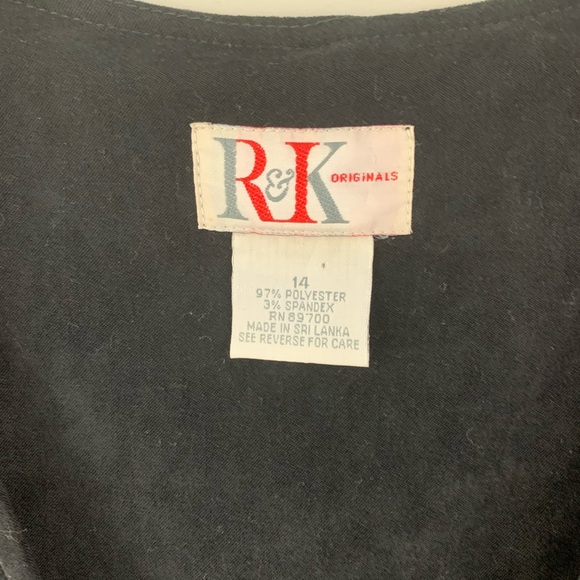 R&K ORIGINALS
14
97% POLYESTER
3% SPANDEX
RN 89700
MADE IN SRI LANKA
SEE REVERSE FOR CARE